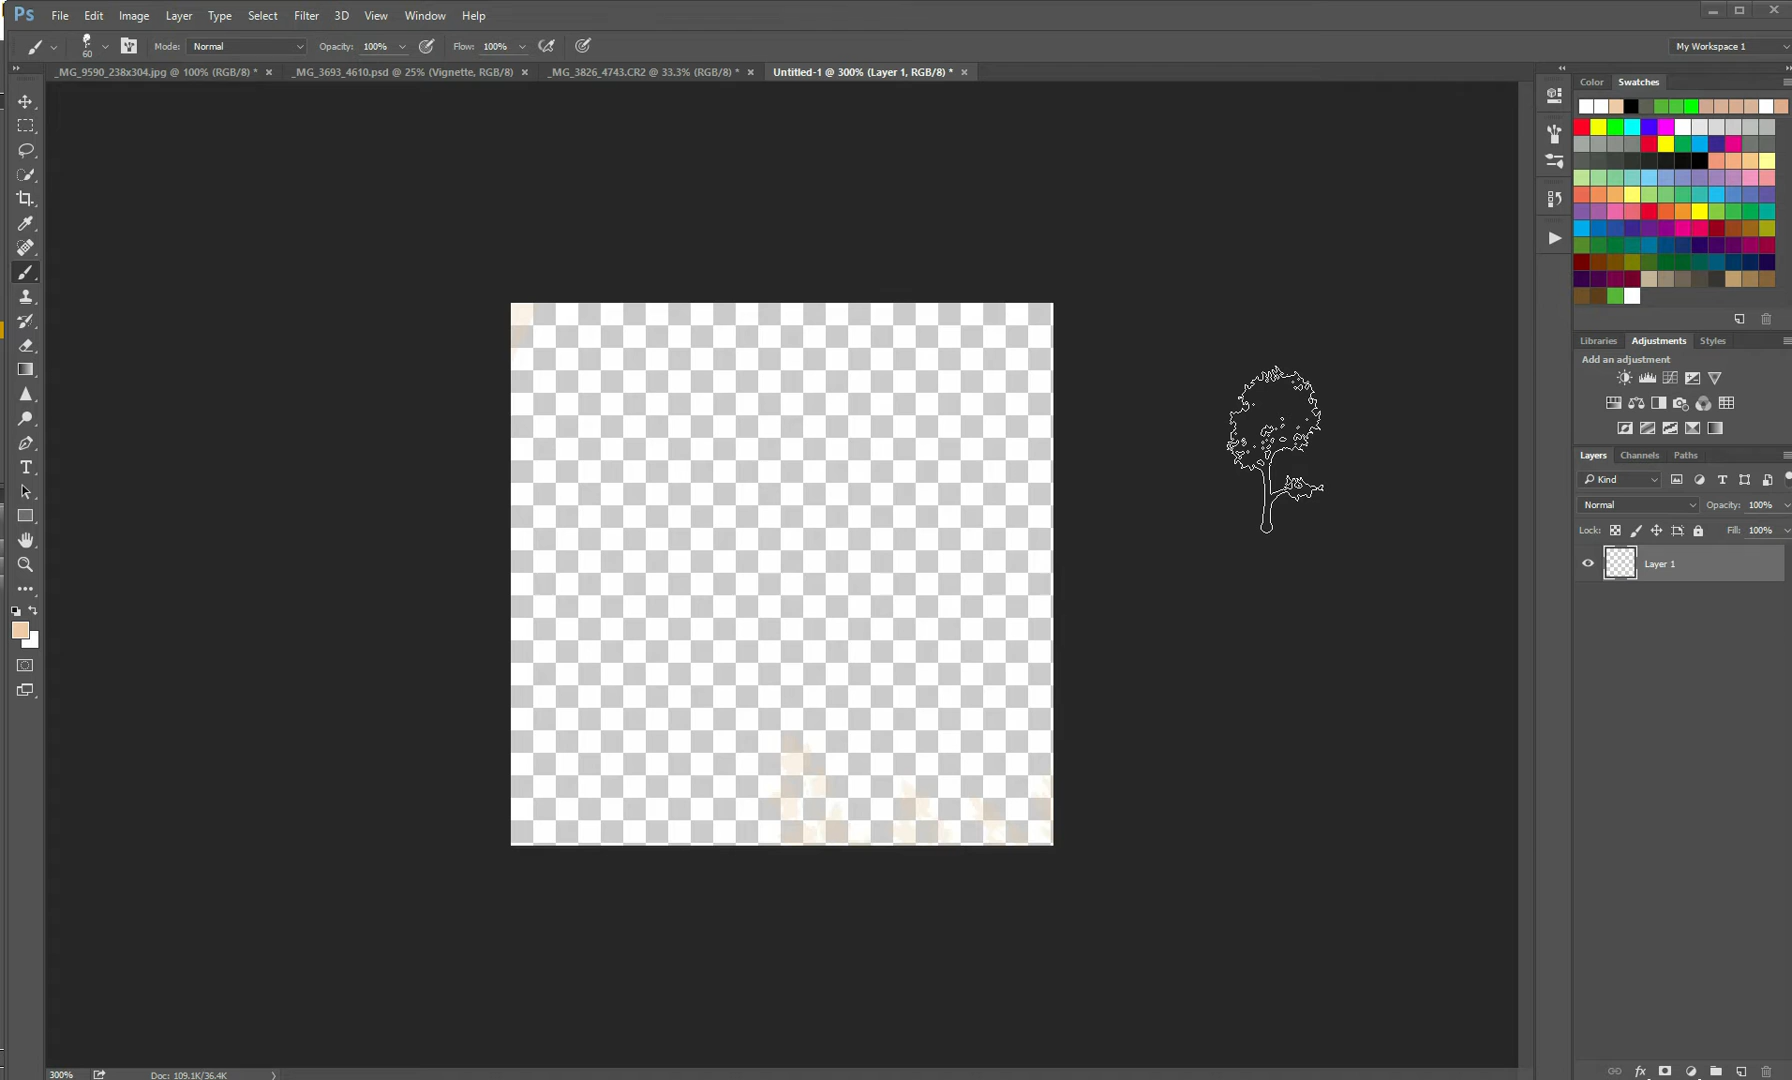 Ps File Edit Image Layer Type Select Filter 3D View Window Help
60 Mode: Normal Opacity: 100% Flow: 100% My Workspace 1
_MG_9590_238x304.jpg @ 100% (RGB/8) * × _MG_3693_4610.psd @ 25% (Vignette, RGB/8) × _MG_3826_4743.CR2 @ 33.3% (RGB/8) * × Untitled-1 @ 300% (Layer 1, RGB/8) * ×
Color Swatches
Libraries Adjustments Styles
Add an adjustment
Layers Channels Paths
Kind
Normal Opacity: 100%
Lock: Fill: 100%
Layer 1
300% Doc: 109.1K/36.4K